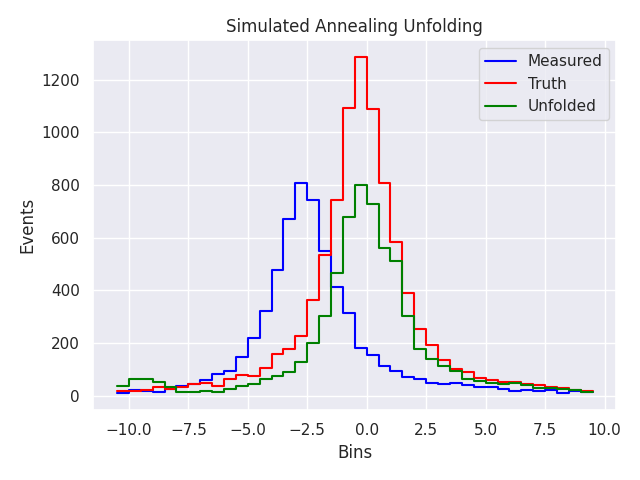 Simulated Annealing Unfolding
Measured
Truth
Unfolded
1200
1000
800
600
400
200
0
Events
−10.0 −7.5 −5.0 −2.5 0.0 2.5 5.0 7.5 10.0
Bins